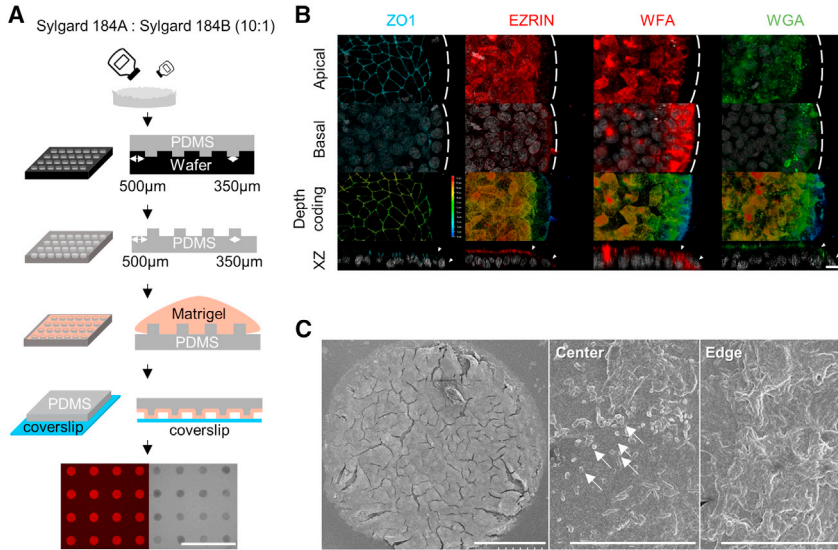 A
Sylgard 184A : Sylgard 184B (10:1)
PDMS
Wafer
500μm 350μm
PDMS
500μm 350μm
Matrigel
PDMS
PDMS
coverslip
coverslip
B
ZO1 EZRIN WFA WGA
Apical
Basal
Depth
coding
XZ
C
Center
Edge